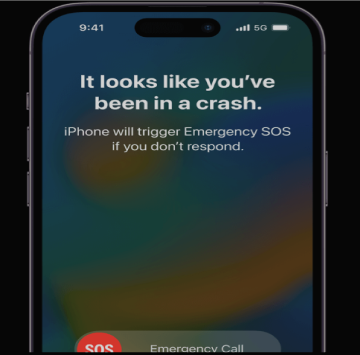 9:41
5G
It looks like you've
been in a crash.
iPhone will trigger Emergency SOS
if you don't respond.
SOS
Emergency Call